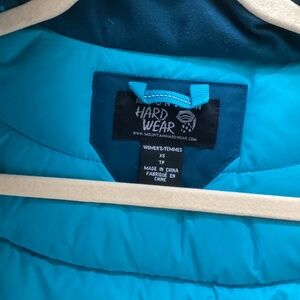 HARD
WEAR
WWW.MOUNTAINHARDWEAR.COM
WOMEN'S/FEMMES
XS
TP
MADE IN CHINA
FABRIQUÉ EN
CHINE